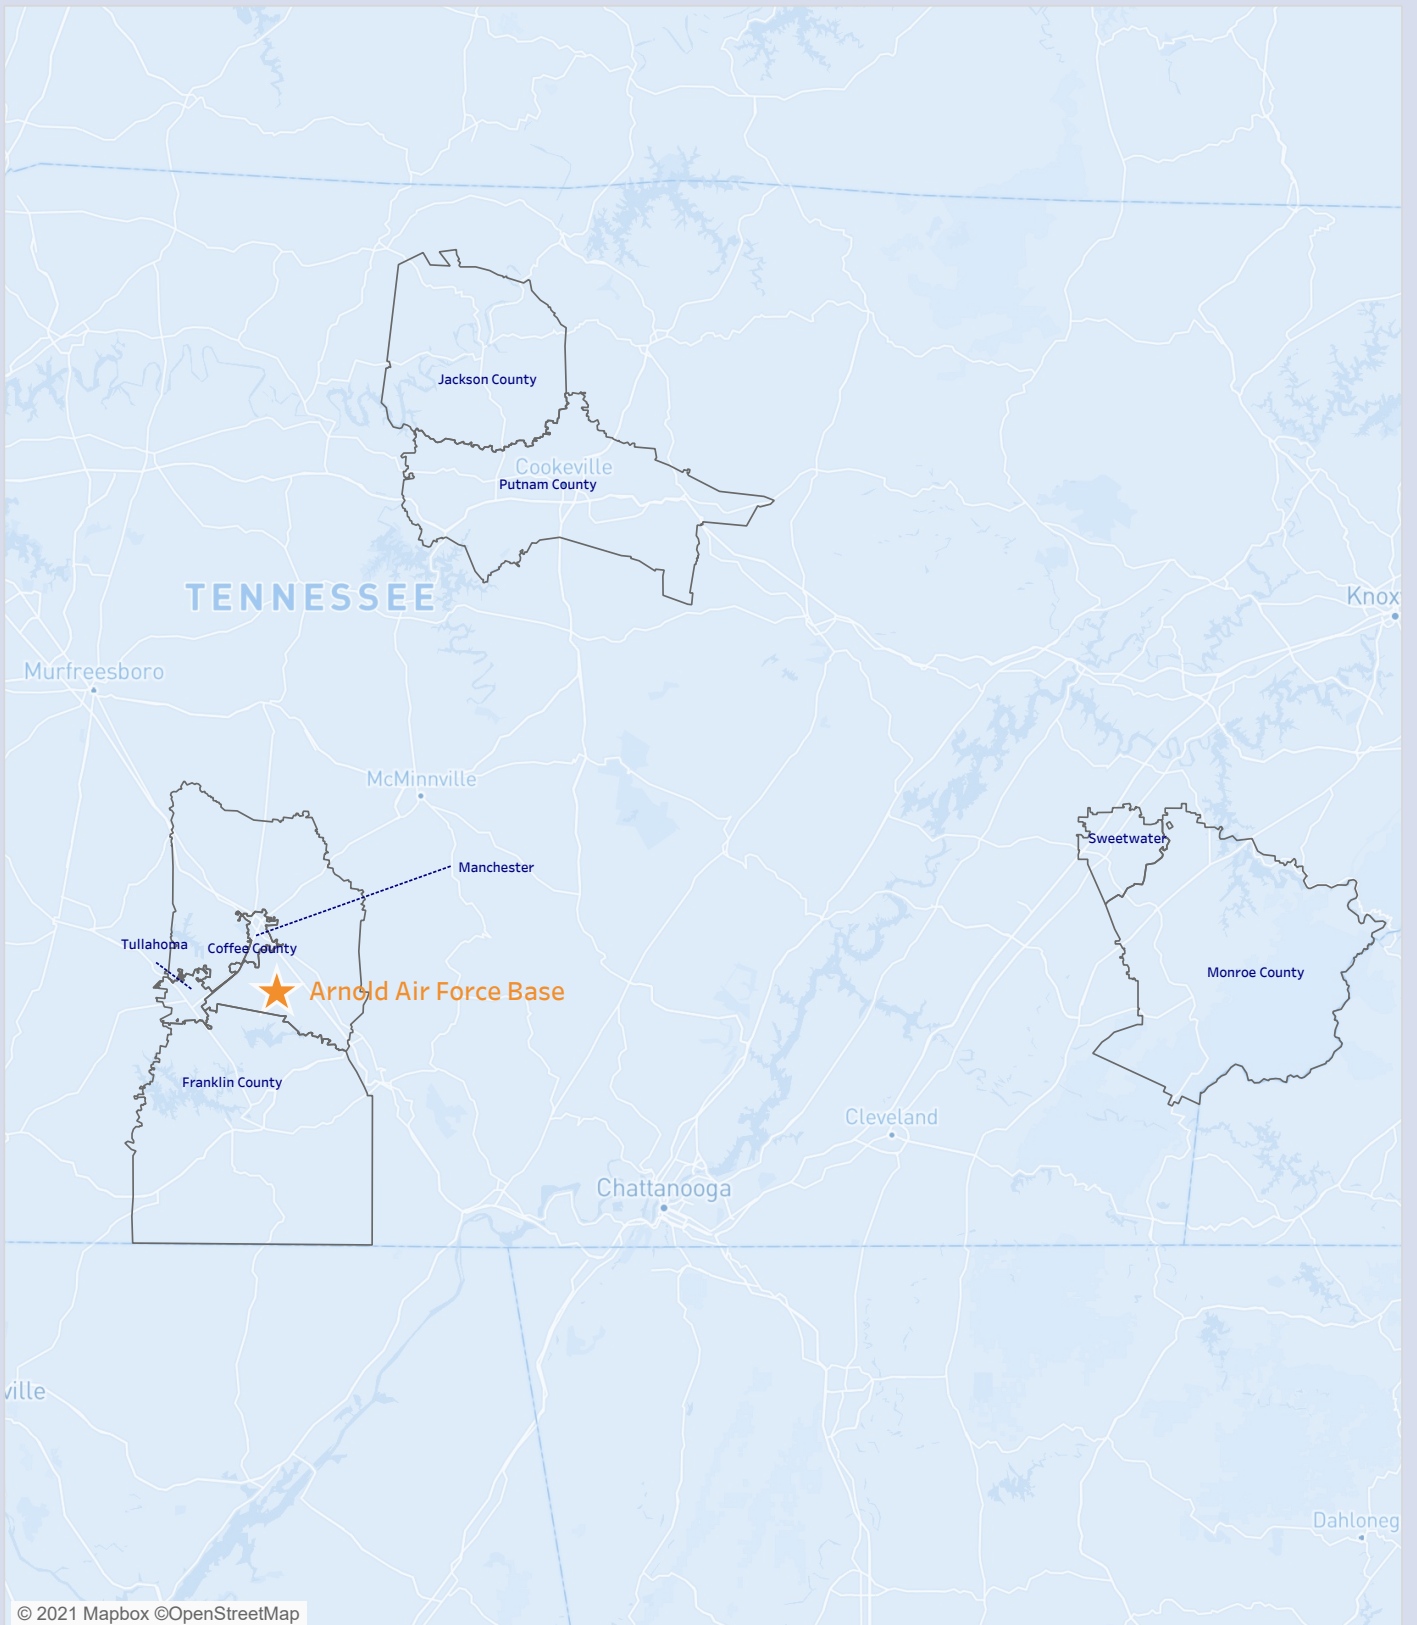 Jackson County
Cookeville
Putnam County
TENNESSEE
Knox
Murfreesboro
McMinnville
Sweetwater
Manchester
Tullahoma
Coffee County
Monroe County
Arnold Air Force Base
Franklin County
Cleveland
Chattanooga
ville
Dahloneg
© 2021 Mapbox ©OpenStreetMap